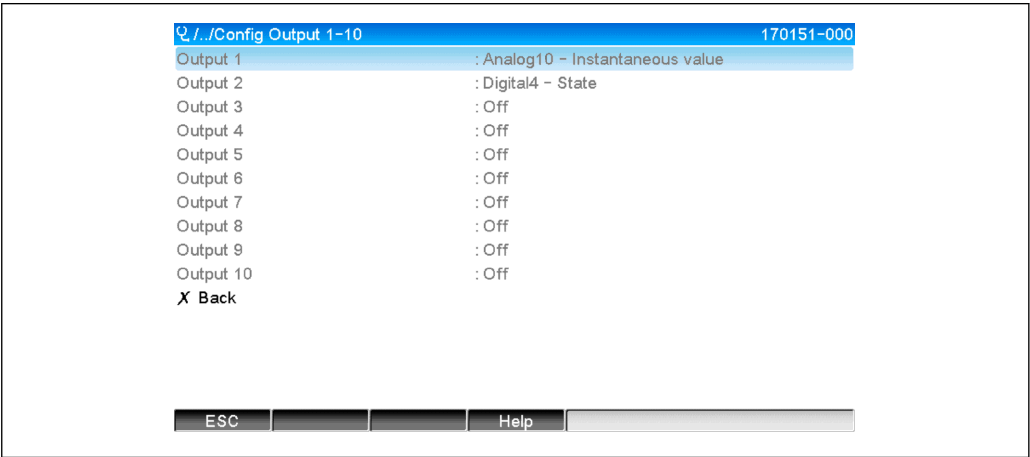 /../Config Output 1-10 170151-000
Output 1 : Analog10 - Instantaneous value
Output 2 : Digital4 - State
Output 3 : Off
Output 4 : Off
Output 5 : Off
Output 6 : Off
Output 7 : Off
Output 8 : Off
Output 9 : Off
Output 10 : Off
X Back
ESC Help